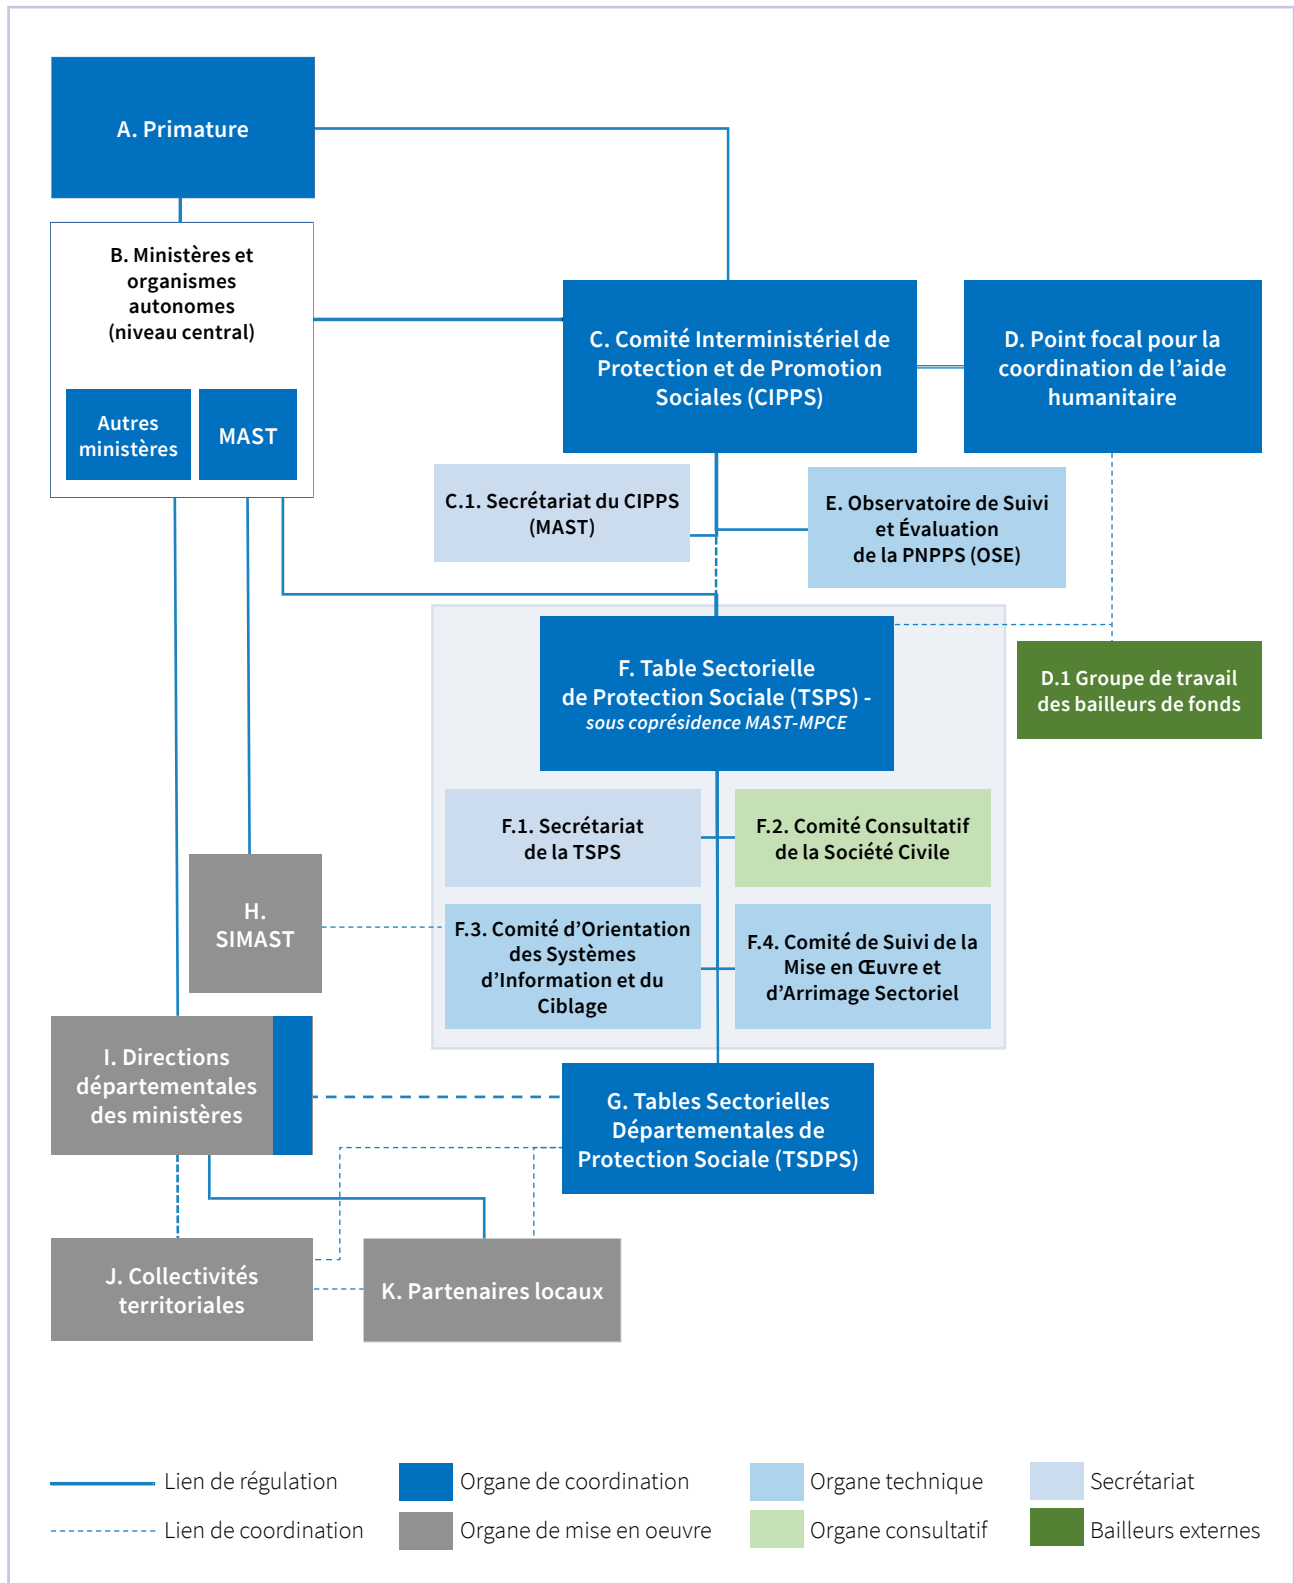 A. Primature
B. Ministères et
organismes
autonomes
(niveau central)
Autres
ministères
MAST
C. Comité Interministériel de
Protection et de Promotion
Sociales (CIPPS)
D. Point focal pour la
coordination de l’aide
humanitaire
C.1. Secrétariat du CIPPS
(MAST)
E. Observatoire de Suivi
et Évaluation
de la PNPPS (OSE)
F. Table Sectorielle
de Protection Sociale (TSPS) -
sous coprésidence MAST-MPCE
D.1 Groupe de travail
des bailleurs de fonds
F.1. Secrétariat
de la TSPS
F.2. Comité Consultatif
de la Société Civile
H.
SIMAST
F.3. Comité d’Orientation
des Systèmes
d’Information et du
Ciblage
F.4. Comité de Suivi de la
Mise en Œuvre et
d’Arrimage Sectoriel
I. Directions
départementales
des ministères
G. Tables Sectorielles
Départementales de
Protection Sociale (TSDPS)
J. Collectivités
territoriales
K. Partenaires locaux
Lien de régulation
Organe de coordination
Organe technique
Secrétariat
Lien de coordination
Organe de mise en oeuvre
Organe consultatif
Bailleurs externes